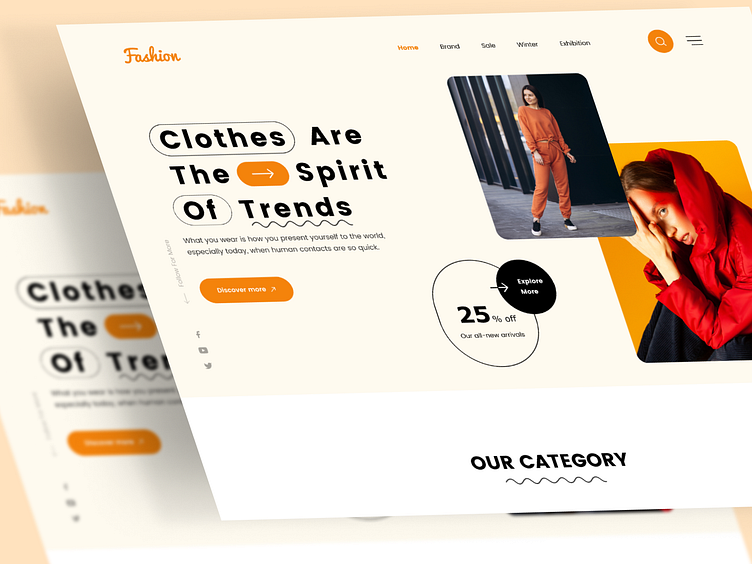 Fashion
Home Brand Sale Winter Exhibition
Clothes Are
The Spirit
Of Trends
What you wear is how you present yourself to the world,
especially today, when human contacts are so quick.
Follow For More
Discover more
Explore
More
25 % off
Our all-new arrivals
OUR CATEGORY
Fashion
Clothes
The
Of Tren
Discover more